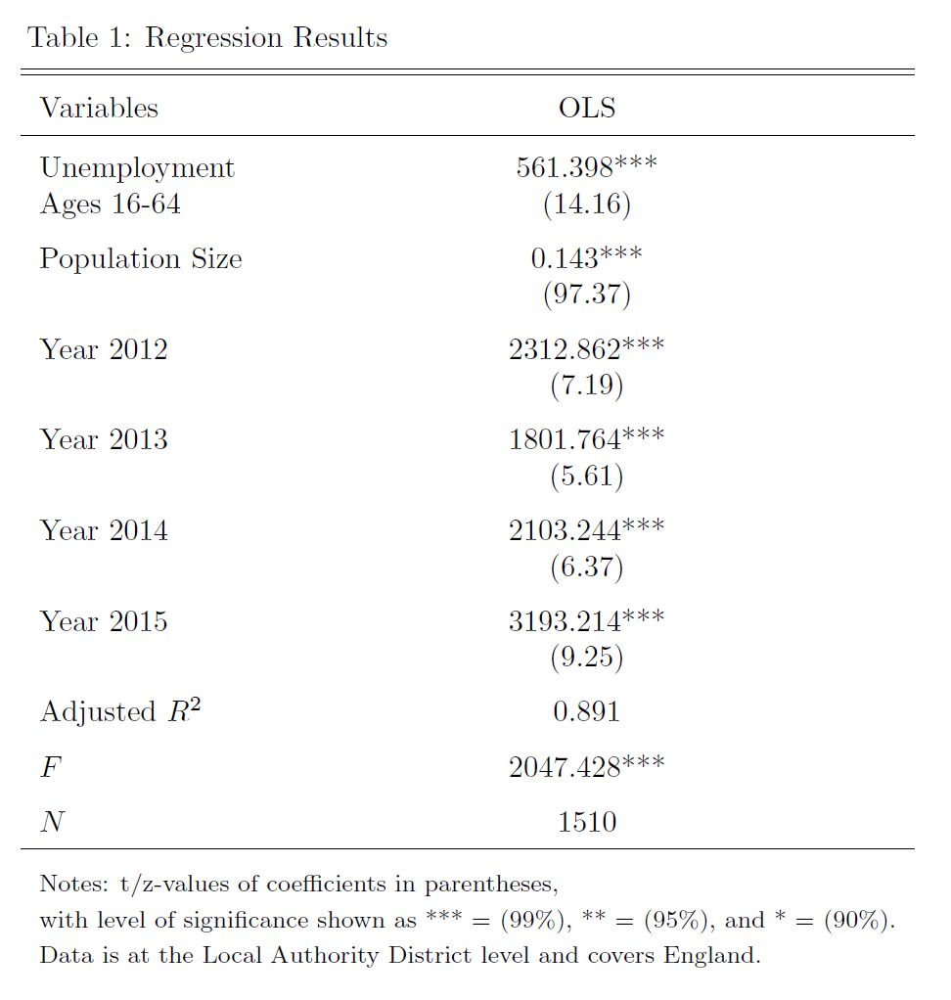 Table 1: Regression Results
Variables OLS
Unemployment 561.398***
Ages 16-64 (14.16)
Population Size 0.143***
(97.37)
Year 2012 2312.862***
(7.19)
Year 2013 1801.764***
(5.61)
Year 2014 2103.244***
(6.37)
Year 2015 3193.214***
(9.25)
Adjusted R² 0.891
F 2047.428***
N 1510
Notes: t/z-values of coefficients in parentheses,
with level of significance shown as *** = (99%), ** = (95%), and * = (90%).
Data is at the Local Authority District level and covers England.